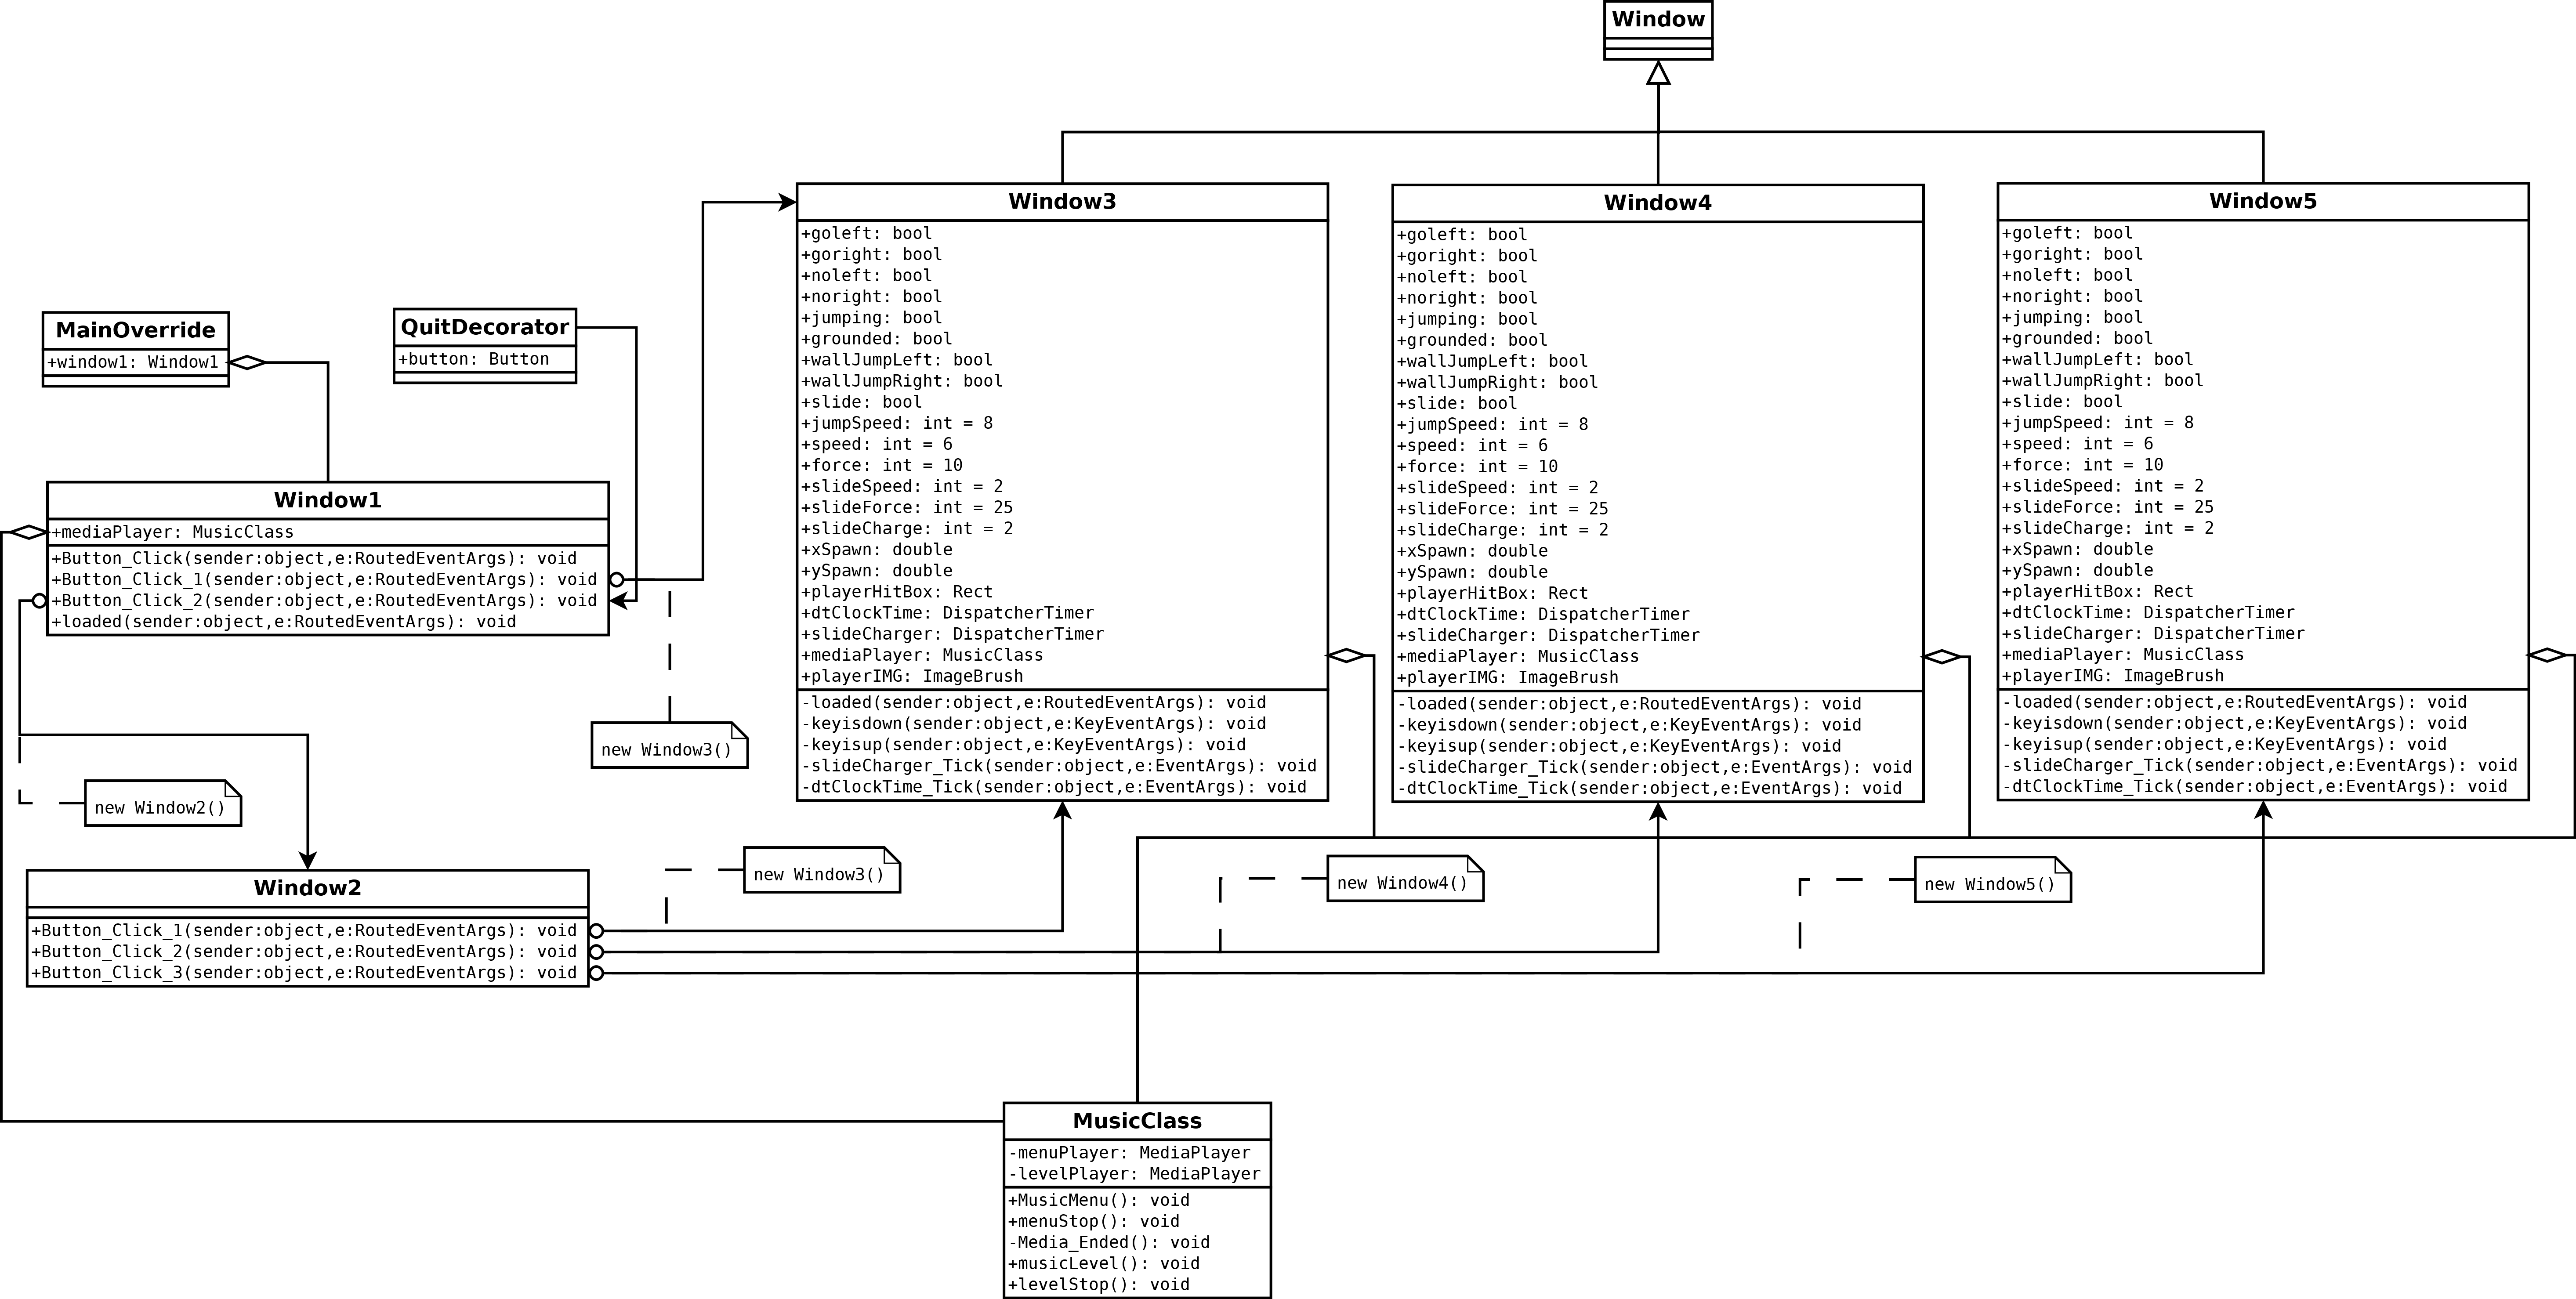 Window
MainOverride
+window1: Window1
QuitDecorator
+button: Button
Window1
+mediaPlayer: MusicClass
+Button_Click(sender:object,e:RoutedEventArgs): void
+Button_Click_1(sender:object,e:RoutedEventArgs): void
+Button_Click_2(sender:object,e:RoutedEventArgs): void
+loaded(sender:object,e:RoutedEventArgs): void
new Window3()
new Window2()
Window3
+goleft: bool
+goright: bool
+noleft: bool
+noright: bool
+jumping: bool
+grounded: bool
+wallJumpLeft: bool
+wallJumpRight: bool
+slide: bool
+jumpSpeed: int = 8
+speed: int = 6
+force: int = 10
+slideSpeed: int = 2
+slideForce: int = 25
+slideCharge: int = 2
+xSpawn: double
+ySpawn: double
+playerHitBox: Rect
+dtClockTime: DispatcherTimer
+slideCharger: DispatcherTimer
+mediaPlayer: MusicClass
+playerIMG: ImageBrush
-loaded(sender:object,e:RoutedEventArgs): void
-keyisdown(sender:object,e:KeyEventArgs): void
-keyisup(sender:object,e:KeyEventArgs): void
-slideCharger_Tick(sender:object,e:EventArgs): void
-dtClockTime_Tick(sender:object,e:EventArgs): void
Window4
+goleft: bool
+goright: bool
+noleft: bool
+noright: bool
+jumping: bool
+grounded: bool
+wallJumpLeft: bool
+wallJumpRight: bool
+slide: bool
+jumpSpeed: int = 8
+speed: int = 6
+force: int = 10
+slideSpeed: int = 2
+slideForce: int = 25
+slideCharge: int = 2
+xSpawn: double
+ySpawn: double
+playerHitBox: Rect
+dtClockTime: DispatcherTimer
+slideCharger: DispatcherTimer
+mediaPlayer: MusicClass
+playerIMG: ImageBrush
-loaded(sender:object,e:RoutedEventArgs): void
-keyisdown(sender:object,e:KeyEventArgs): void
-keyisup(sender:object,e:KeyEventArgs): void
-slideCharger_Tick(sender:object,e:EventArgs): void
-dtClockTime_Tick(sender:object,e:EventArgs): void
Window5
+goleft: bool
+goright: bool
+noleft: bool
+noright: bool
+jumping: bool
+grounded: bool
+wallJumpLeft: bool
+wallJumpRight: bool
+slide: bool
+jumpSpeed: int = 8
+speed: int = 6
+force: int = 10
+slideSpeed: int = 2
+slideForce: int = 25
+slideCharge: int = 2
+xSpawn: double
+ySpawn: double
+playerHitBox: Rect
+dtClockTime: DispatcherTimer
+slideCharger: DispatcherTimer
+mediaPlayer: MusicClass
+playerIMG: ImageBrush
-loaded(sender:object,e:RoutedEventArgs): void
-keyisdown(sender:object,e:KeyEventArgs): void
-keyisup(sender:object,e:KeyEventArgs): void
-slideCharger_Tick(sender:object,e:EventArgs): void
-dtClockTime_Tick(sender:object,e:EventArgs): void
new Window3()
new Window4()
new Window5()
Window2
+Button_Click_1(sender:object,e:RoutedEventArgs): void
+Button_Click_2(sender:object,e:RoutedEventArgs): void
+Button_Click_3(sender:object,e:RoutedEventArgs): void
MusicClass
-menuPlayer: MediaPlayer
-levelPlayer: MediaPlayer
+MusicMenu(): void
+menuStop(): void
-Media_Ended(): void
+musicLevel(): void
+levelStop(): void